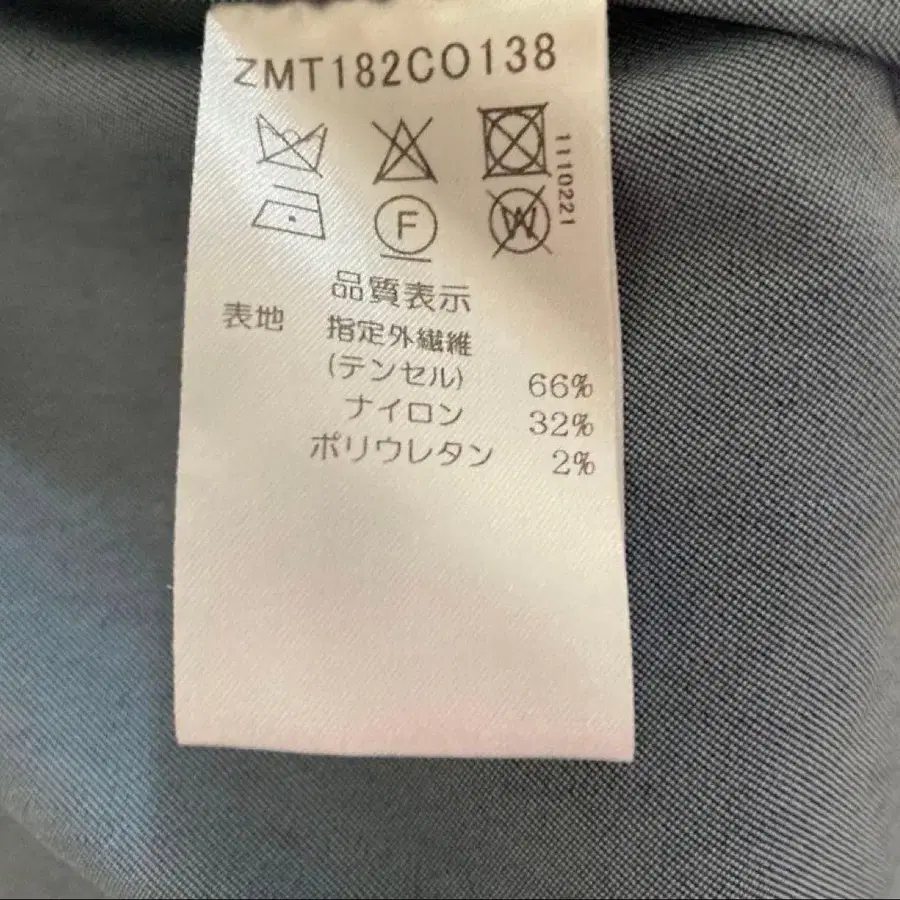 ZMT182CO138
1110221
F
W
品質表示
表地 指定外繊維
(テンセル) 66%
ナイロン 32%
ポリウレタン 2%